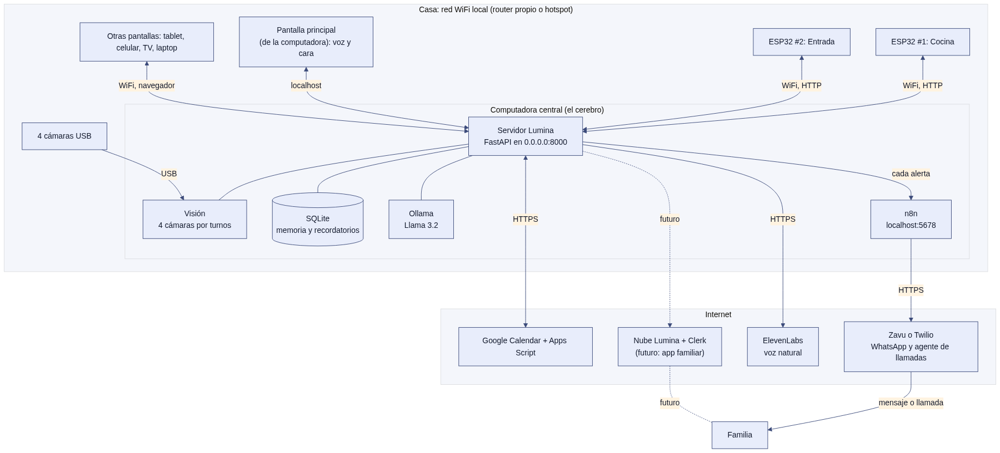 Casa: red WiFi local (router propio o hotspot)
Otras pantallas: tablet,
celular, TV, laptop
Pantalla principal
(de la computadora): voz y
cara
ESP32 #2: Entrada
ESP32 #1: Cocina
WiFi, navegador
localhost
WiFi, HTTP
WiFi, HTTP
Computadora central (el cerebro)
4 cámaras USB
Servidor Lumina
FastAPI en 0.0.0.0:8000
USB
cada alerta
Visión
4 cámaras por turnos
SQLite
memoria y recordatorios
Ollama
Llama 3.2
HTTPS
futuro
HTTPS
n8n
localhost:5678
HTTPS
Internet
Google Calendar + Apps
Script
Nube Lumina + Clerk
(futuro: app familiar)
ElevenLabs
voz natural
Zavu o Twilio
WhatsApp y agente de
llamadas
futuro
mensaje o llamada
Familia